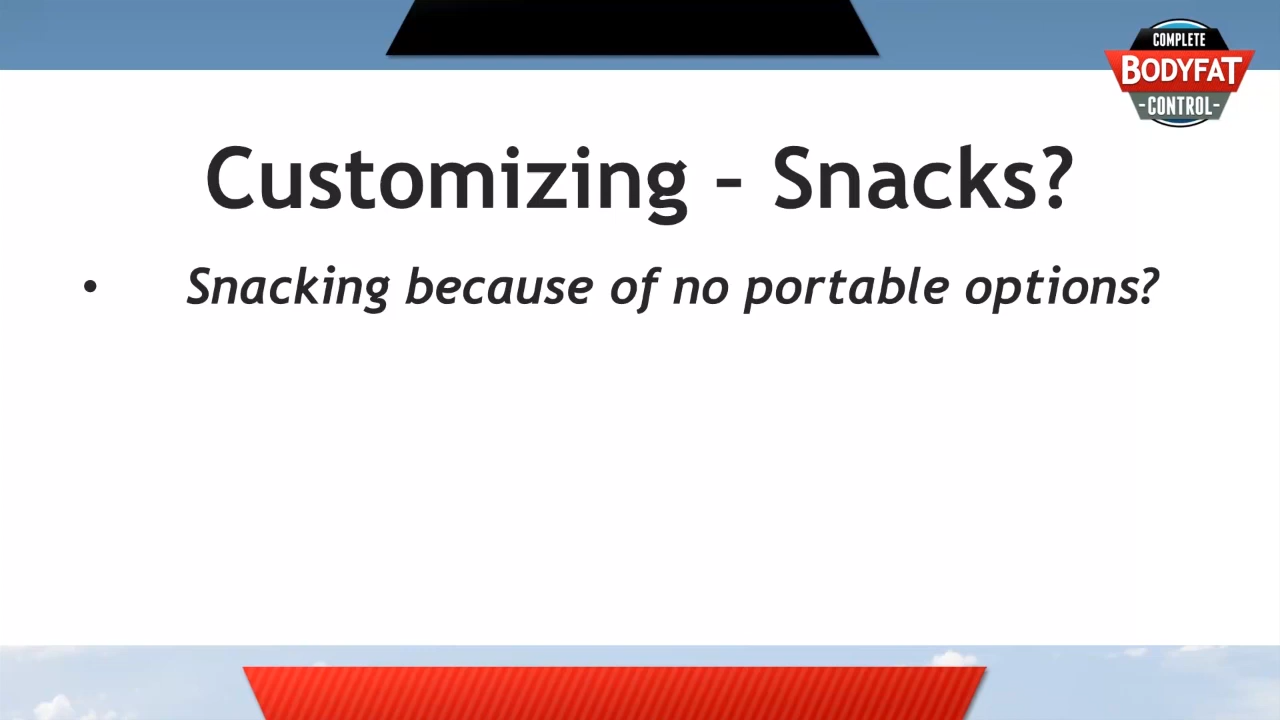 COMPLETE
BODYFAT
-CONTROL-
Customizing – Snacks?
• Snacking because of no portable options?